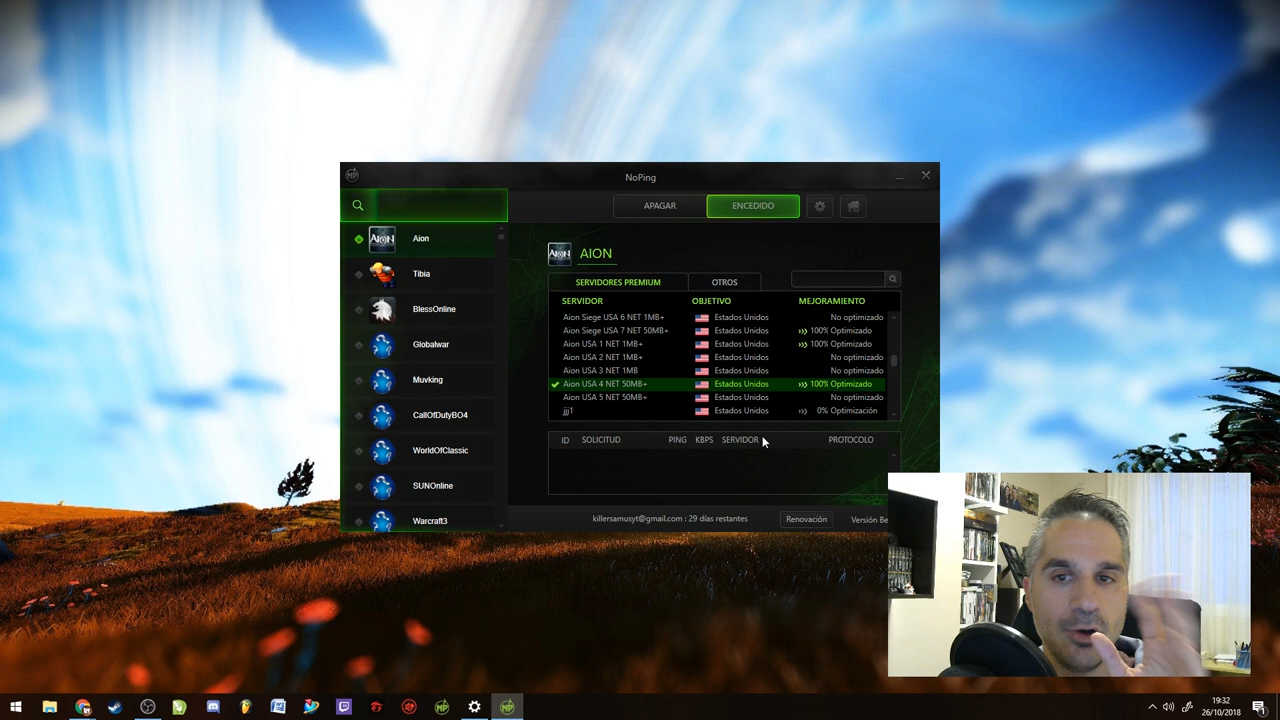 NoPing
APAGAR
ENCEDIDO
Aion
Tibia
BlessOnline
Globalwar
Muvking
CallOfDutyBO4
WorldOfClassic
SUNOnline
Warcraft3
AION
AION
SERVIDORES PREMIUM
OTROS
SERVIDOR OBJETIVO MEJORAMIENTO
Aion Siege USA 6 NET 1MB+ Estados Unidos No optimizado
Aion Siege USA 7 NET 50MB+ Estados Unidos 100% Optimizado
Aion USA 1 NET 1MB+ Estados Unidos 100% Optimizado
Aion USA 2 NET 1MB+ Estados Unidos No optimizado
Aion USA 3 NET 1MB Estados Unidos No optimizado
Aion USA 4 NET 50MB+ Estados Unidos 100% Optimizado
Aion USA 5 NET 50MB+ Estados Unidos No optimizado
jjj1 Estados Unidos 0% Optimización
ID SOLICITUD PING KBPS SERVIDOR PROTOCOLO
killersamusyt@gmail.com : 29 días restantes
Renovación
Versión Be
19:32
26/10/2018